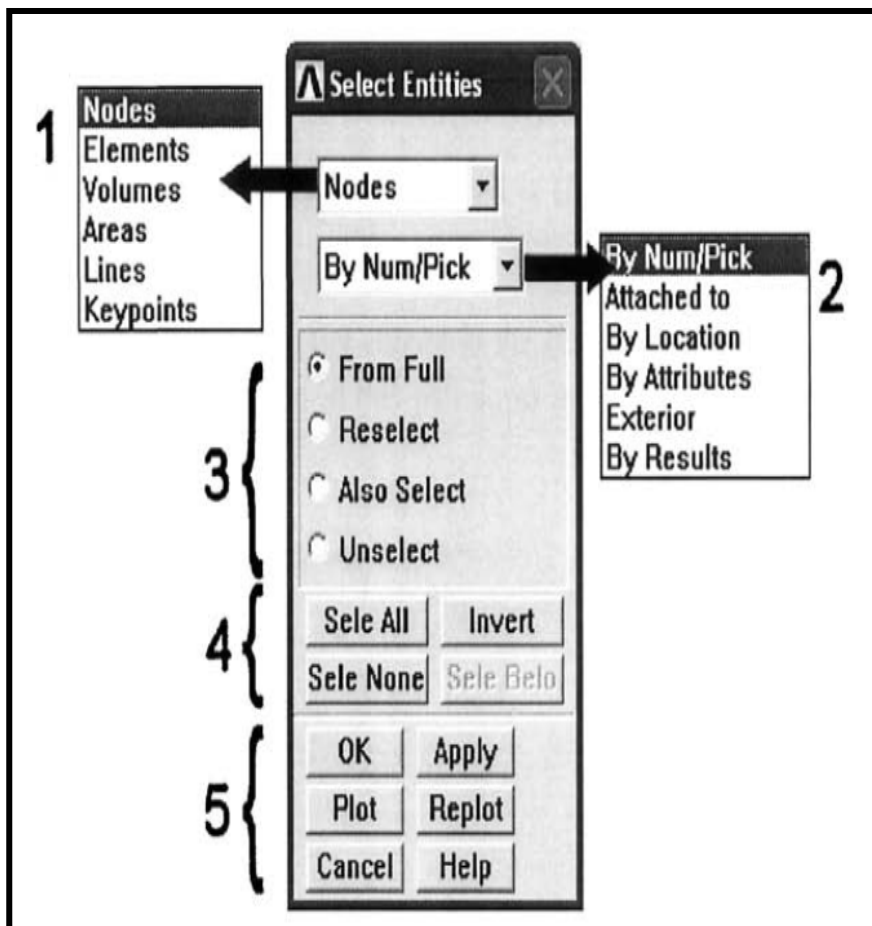 Select Entities
1
Nodes
Elements
Volumes
Areas
Lines
Keypoints
Nodes
By Num/Pick
By Num/Pick
Attached to
By Location
By Attributes
Exterior
By Results
2
3
From Full
Reselect
Also Select
Unselect
4
Sele All Invert
Sele None Sele Belo
5
OK Apply
Plot Replot
Cancel Help